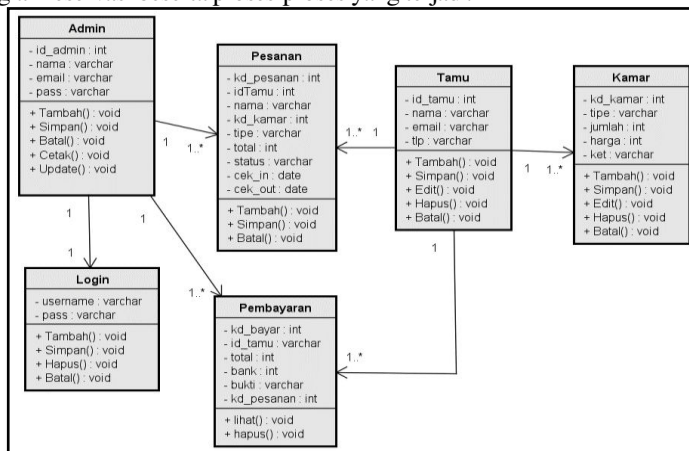 Admin
- id_admin : int
- nama : varchar
- email : varchar
- pass : varchar
+ Tambah() : void
+ Simpan() : void
+ Batal() : void
+ Cetak() : void
+ Update() : void
Pesanan
- kd_pesanan : int
- idTamu : int
- nama : varchar
- kd_kamar : int
- tipe : varchar
- total : int
- status : varchar
- cek_in : date
- cek_out : date
+ Tambah() : void
+ Simpan() : void
+ Batal() : void
Tamu
- id_tamu : int
- nama : varchar
- email : varchar
- tlp : varchar
+ Tambah() : void
+ Simpan() : void
+ Edit() : void
+ Hapus() : void
+ Batal() : void
Kamar
- kd_kamar : int
- tipe : varchar
- jumlah : int
- harga : int
- ket : varchar
+ Tambah() : void
+ Simpan() : void
+ Edit() : void
+ Hapus() : void
+ Batal() : void
1
1..*
1..*
1
1
1..*
1
1
1
1..*
1
1..*
Login
- username : varchar
- pass : varchar
+ Tambah() : void
+ Simpan() : void
+ Hapus() : void
+ Batal() : void
Pembayaran
- kd_bayar : int
- id_tamu : varchar
- total : int
- bank : int
- bukti : varchar
- kd_pesanan : int
+ lihat() : void
+ hapus() : void